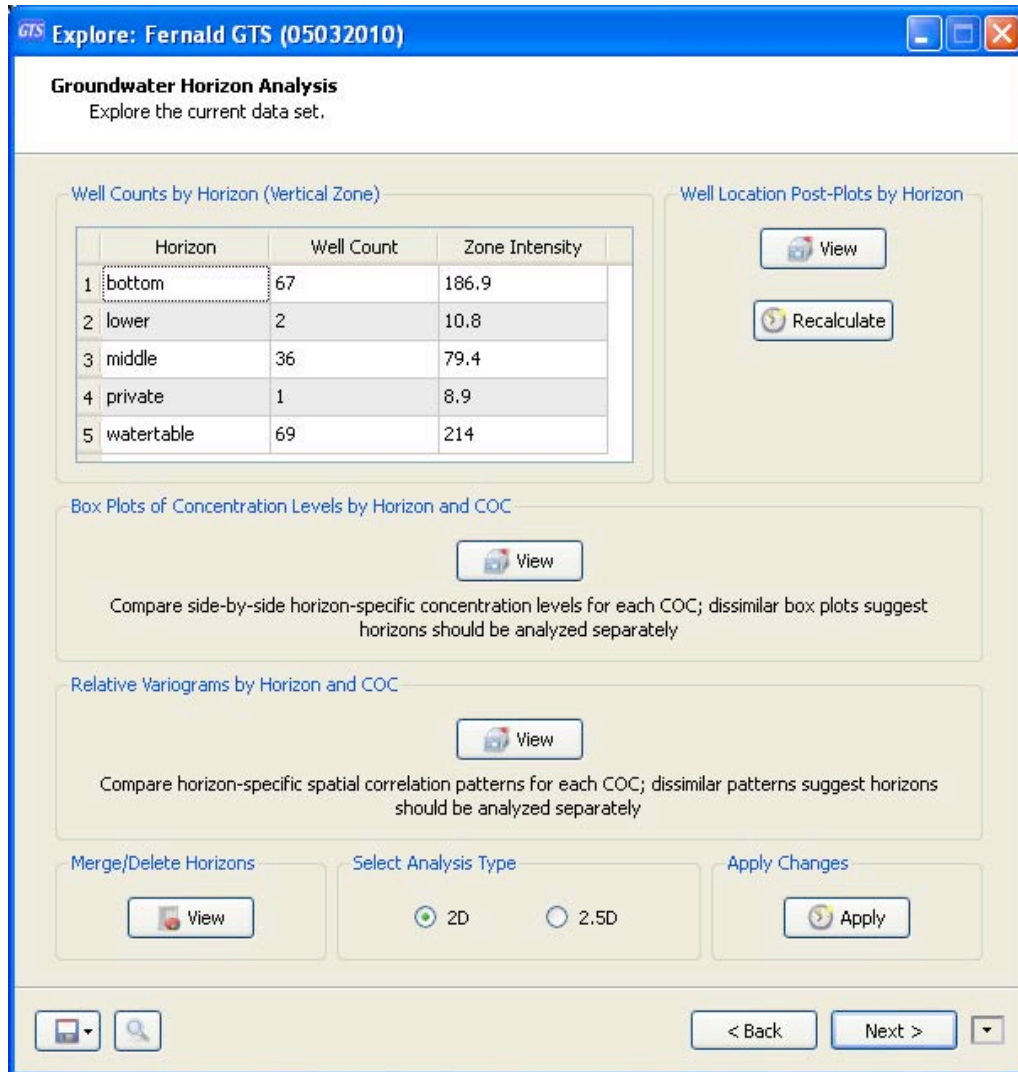 GTS Explore: Fernald GTS (05032010)
Groundwater Horizon Analysis
Explore the current data set.
Well Counts by Horizon (Vertical Zone)
Horizon Well Count Zone Intensity
1 bottom 67 186.9
2 lower 2 10.8
3 middle 36 79.4
4 private 1 8.9
5 watertable 69 214
Well Location Post-Plots by Horizon
View
Recalculate
Box Plots of Concentration Levels by Horizon and COC
View
Compare side-by-side horizon-specific concentration levels for each COC; dissimilar box plots suggest
horizons should be analyzed separately
Relative Variograms by Horizon and COC
View
Compare horizon-specific spatial correlation patterns for each COC; dissimilar patterns suggest horizons
should be analyzed separately
Merge/Delete Horizons
View
Select Analysis Type
2D 2.5D
Apply Changes
Apply
< Back Next >